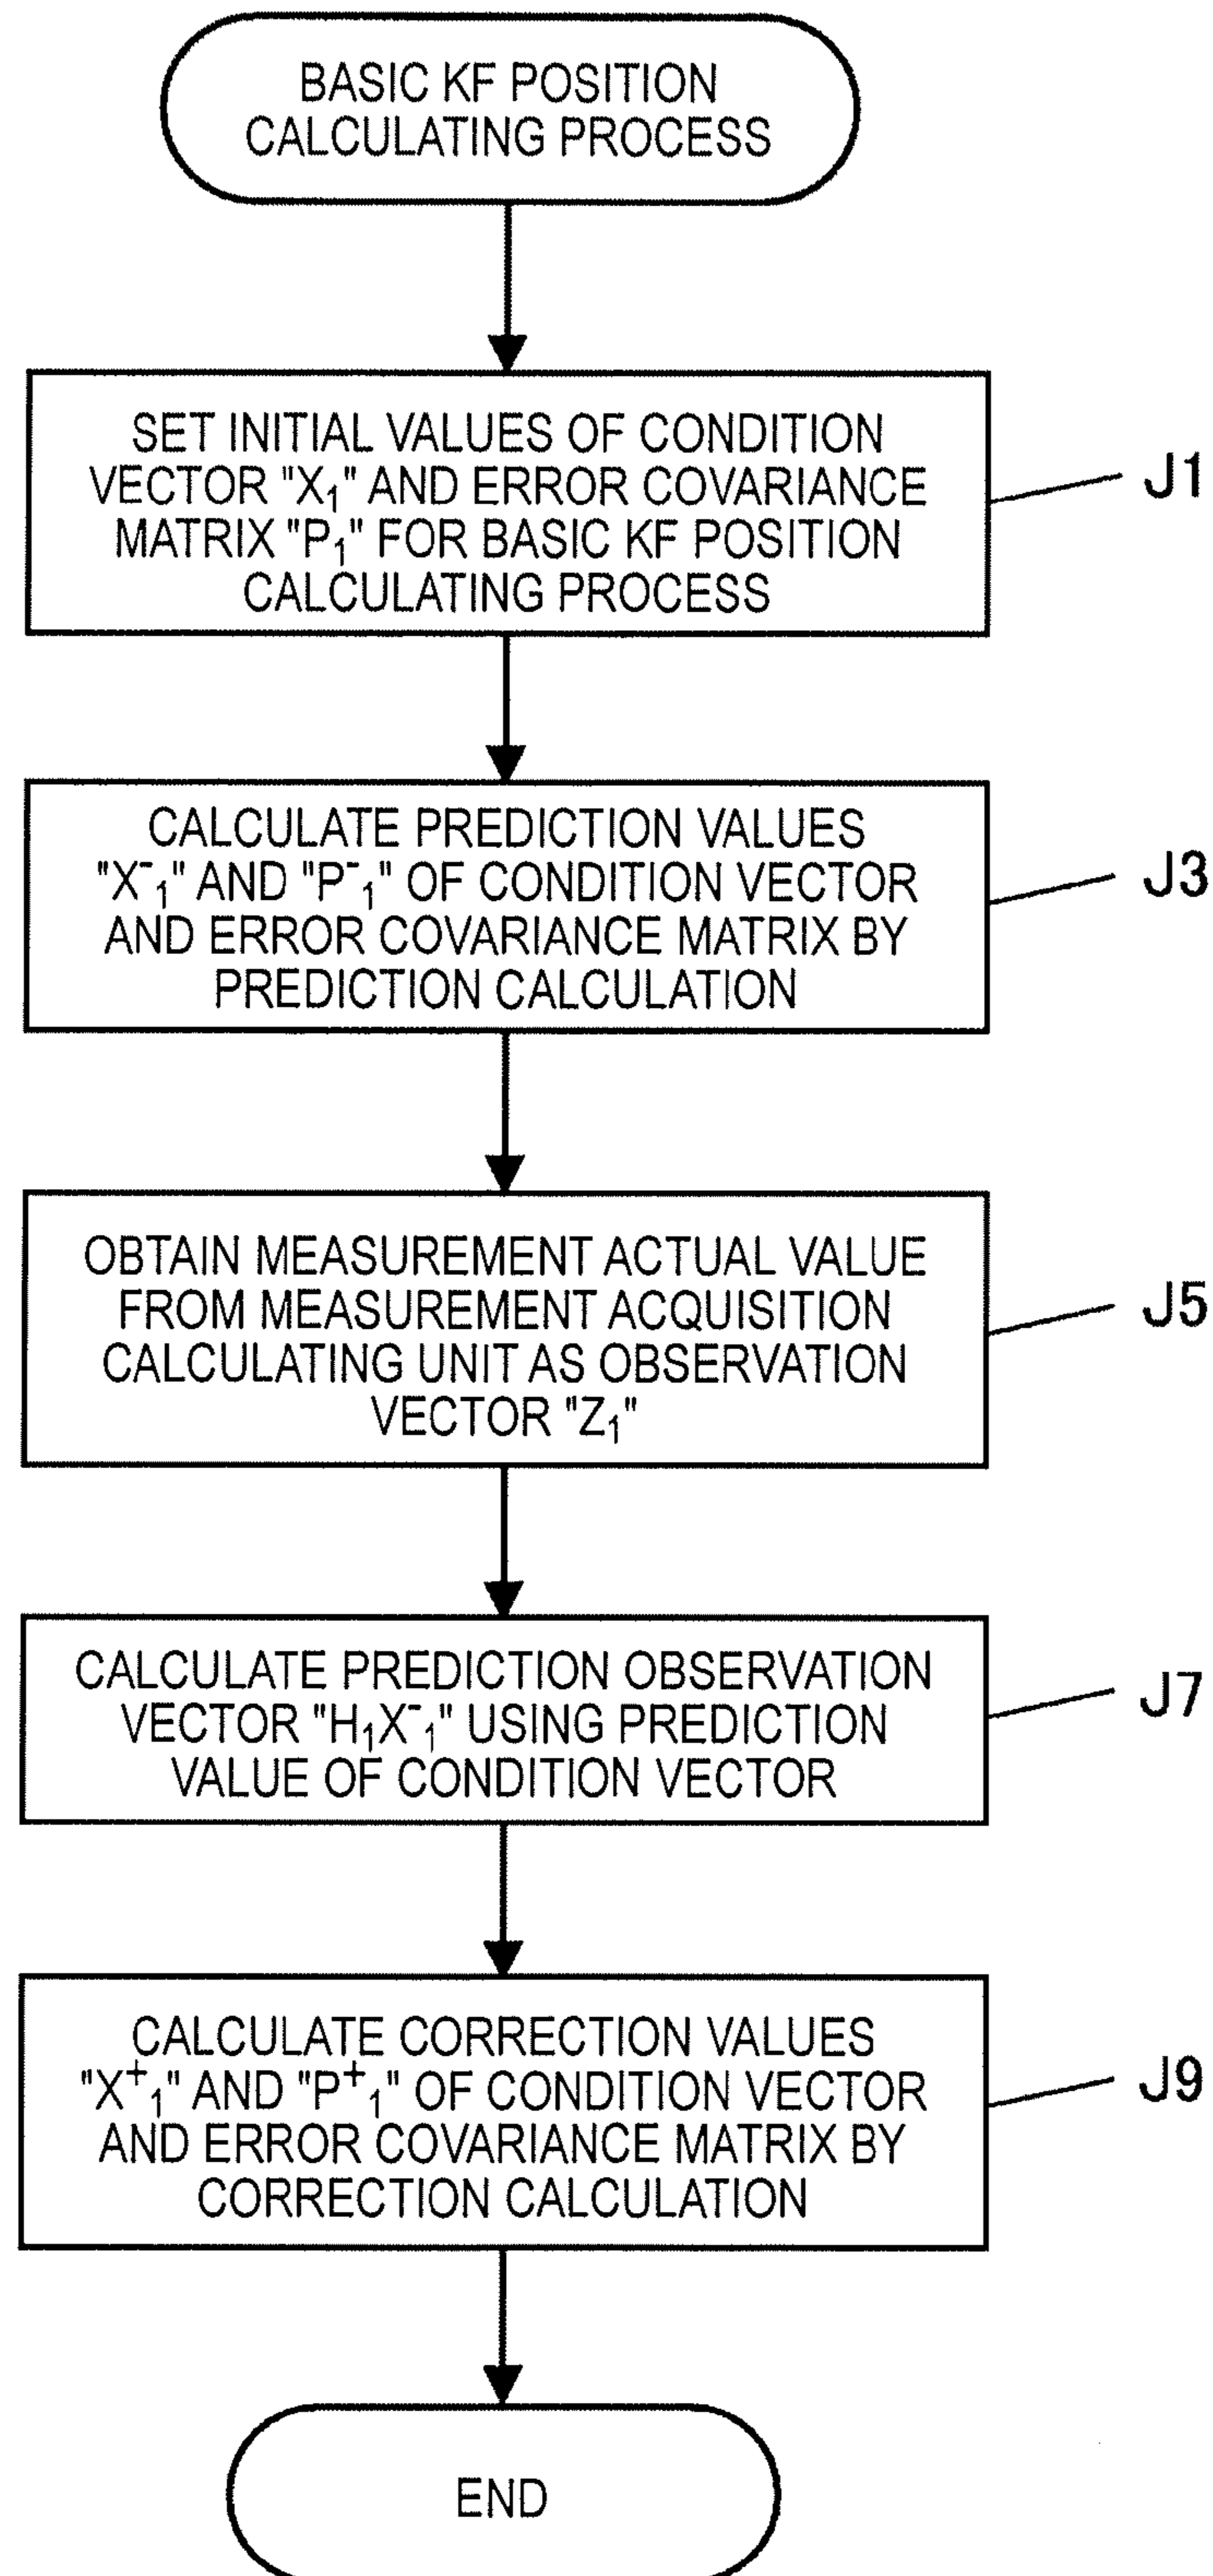 BASIC KF POSITION
CALCULATING PROCESS
SET INITIAL VALUES OF CONDITION
VECTOR "X₁" AND ERROR COVARIANCE
MATRIX "P₁" FOR BASIC KF POSITION
CALCULATING PROCESS
J1
CALCULATE PREDICTION VALUES
"X⁻₁" AND "P⁻₁" OF CONDITION VECTOR
AND ERROR COVARIANCE MATRIX BY
PREDICTION CALCULATION
J3
OBTAIN MEASUREMENT ACTUAL VALUE
FROM MEASUREMENT ACQUISITION
CALCULATING UNIT AS OBSERVATION
VECTOR "Z₁"
J5
CALCULATE PREDICTION OBSERVATION
VECTOR "H₁X⁻₁" USING PREDICTION
VALUE OF CONDITION VECTOR
J7
CALCULATE CORRECTION VALUES
"X⁺₁" AND "P⁺₁" OF CONDITION VECTOR
AND ERROR COVARIANCE MATRIX BY
CORRECTION CALCULATION
J9
END